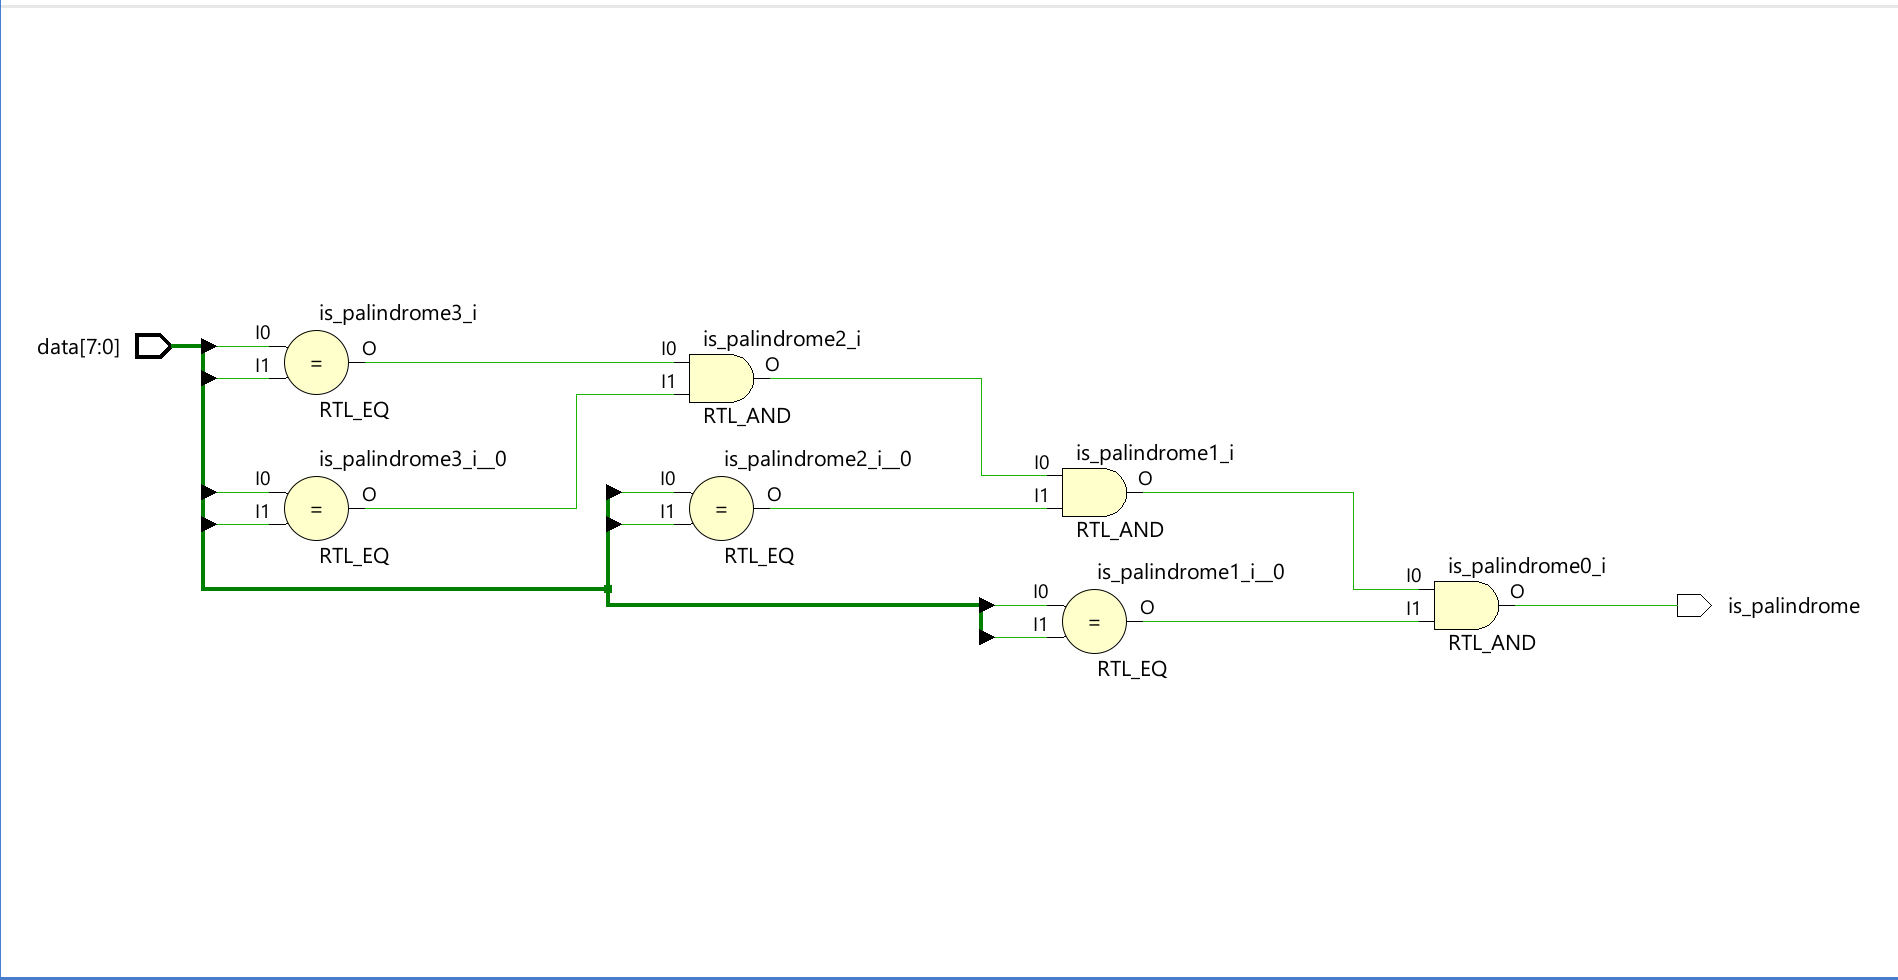 is_palindrome3_i
data[7:0]
I0
I1
O
=
RTL_EQ
is_palindrome3_i__0
I0
I1
O
=
RTL_EQ
is_palindrome2_i
I0
I1
O
RTL_AND
is_palindrome2_i__0
I0
I1
O
=
RTL_EQ
is_palindrome1_i
I0
I1
O
RTL_AND
is_palindrome1_i__0
I0
I1
O
=
RTL_EQ
is_palindrome0_i
I0
I1
O
RTL_AND
is_palindrome